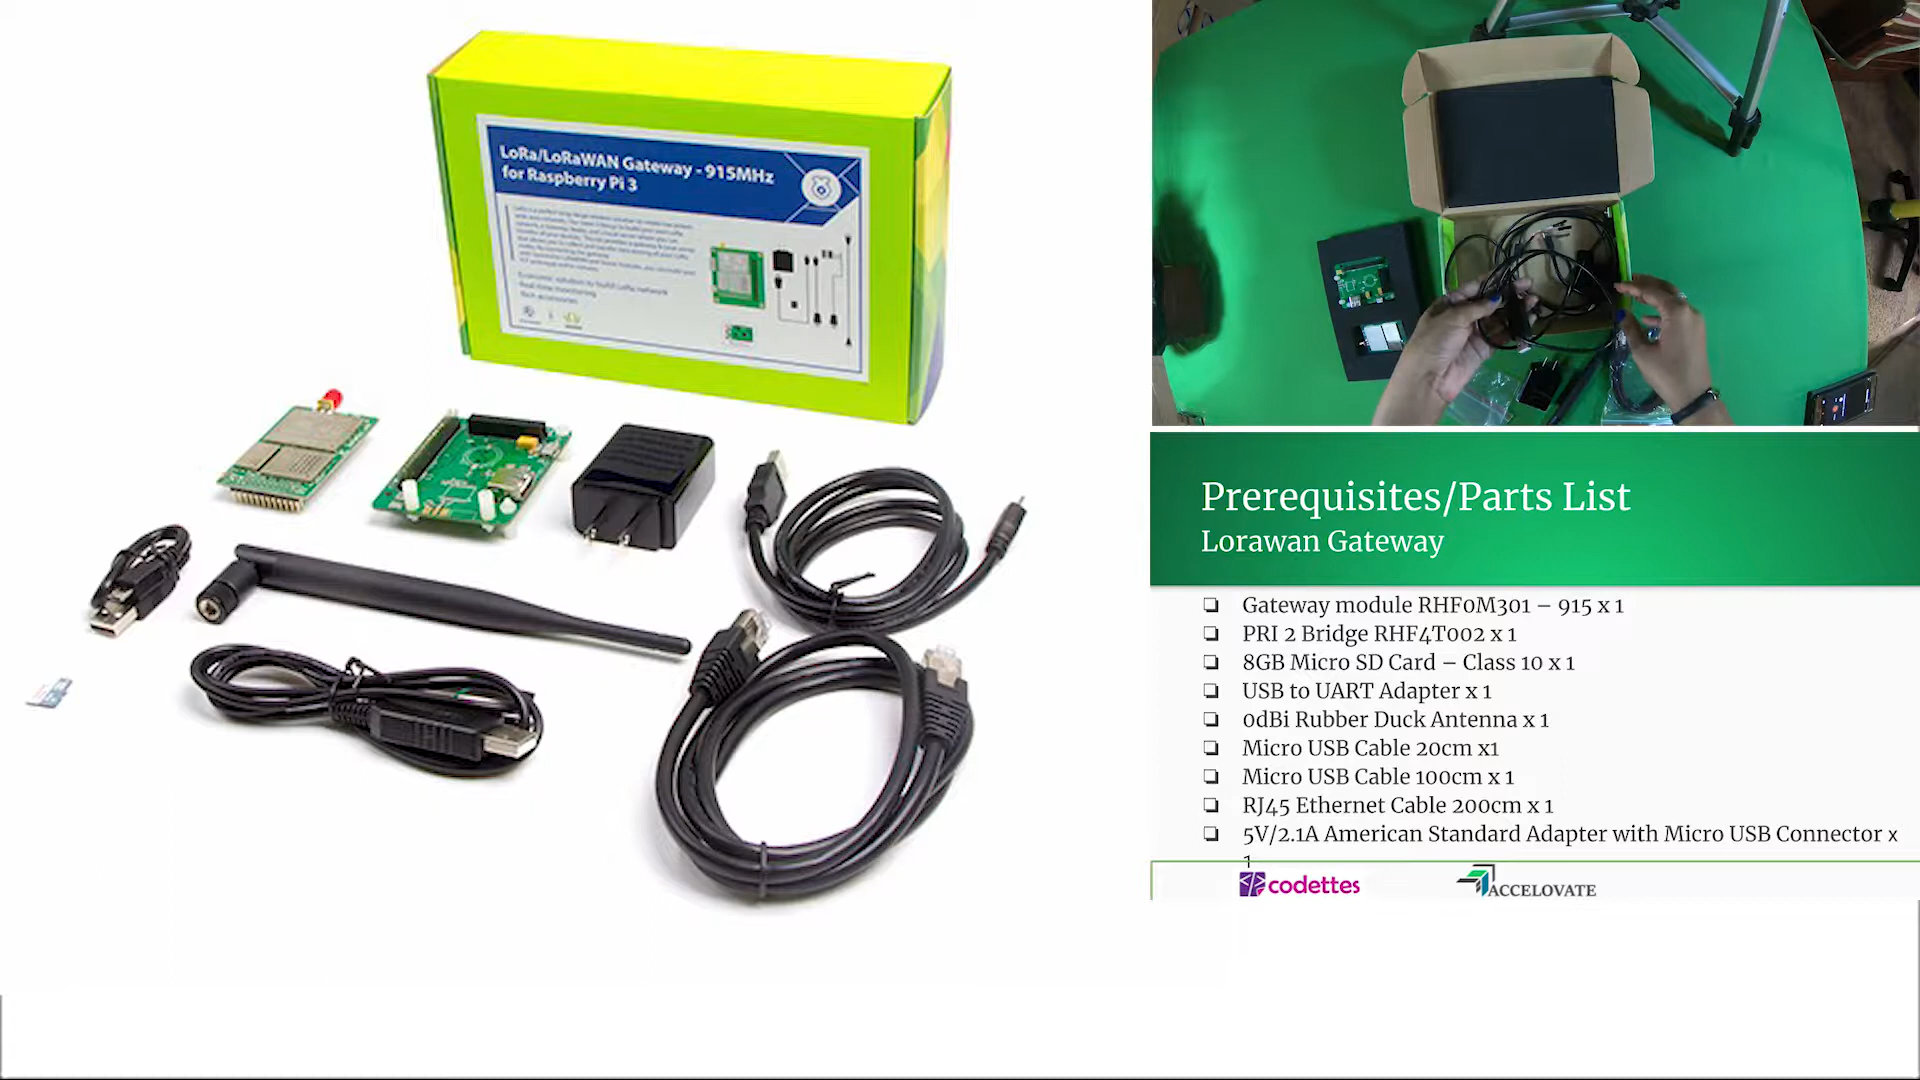 LoRa/LoRaWAN Gateway - 915MHz
for Raspberry Pi 3
Prerequisites/Parts List
Lorawan Gateway
❏ Gateway module RHF0M301 – 915 x 1
❏ PRI 2 Bridge RHF4T002 x 1
❏ 8GB Micro SD Card – Class 10 x 1
❏ USB to UART Adapter x 1
❏ 0dBi Rubber Duck Antenna x 1
❏ Micro USB Cable 20cm x1
❏ Micro USB Cable 100cm x 1
❏ RJ45 Ethernet Cable 200cm x 1
❏ 5V/2.1A American Standard Adapter with Micro USB Connector x
1
codettes
ACCELOVATE